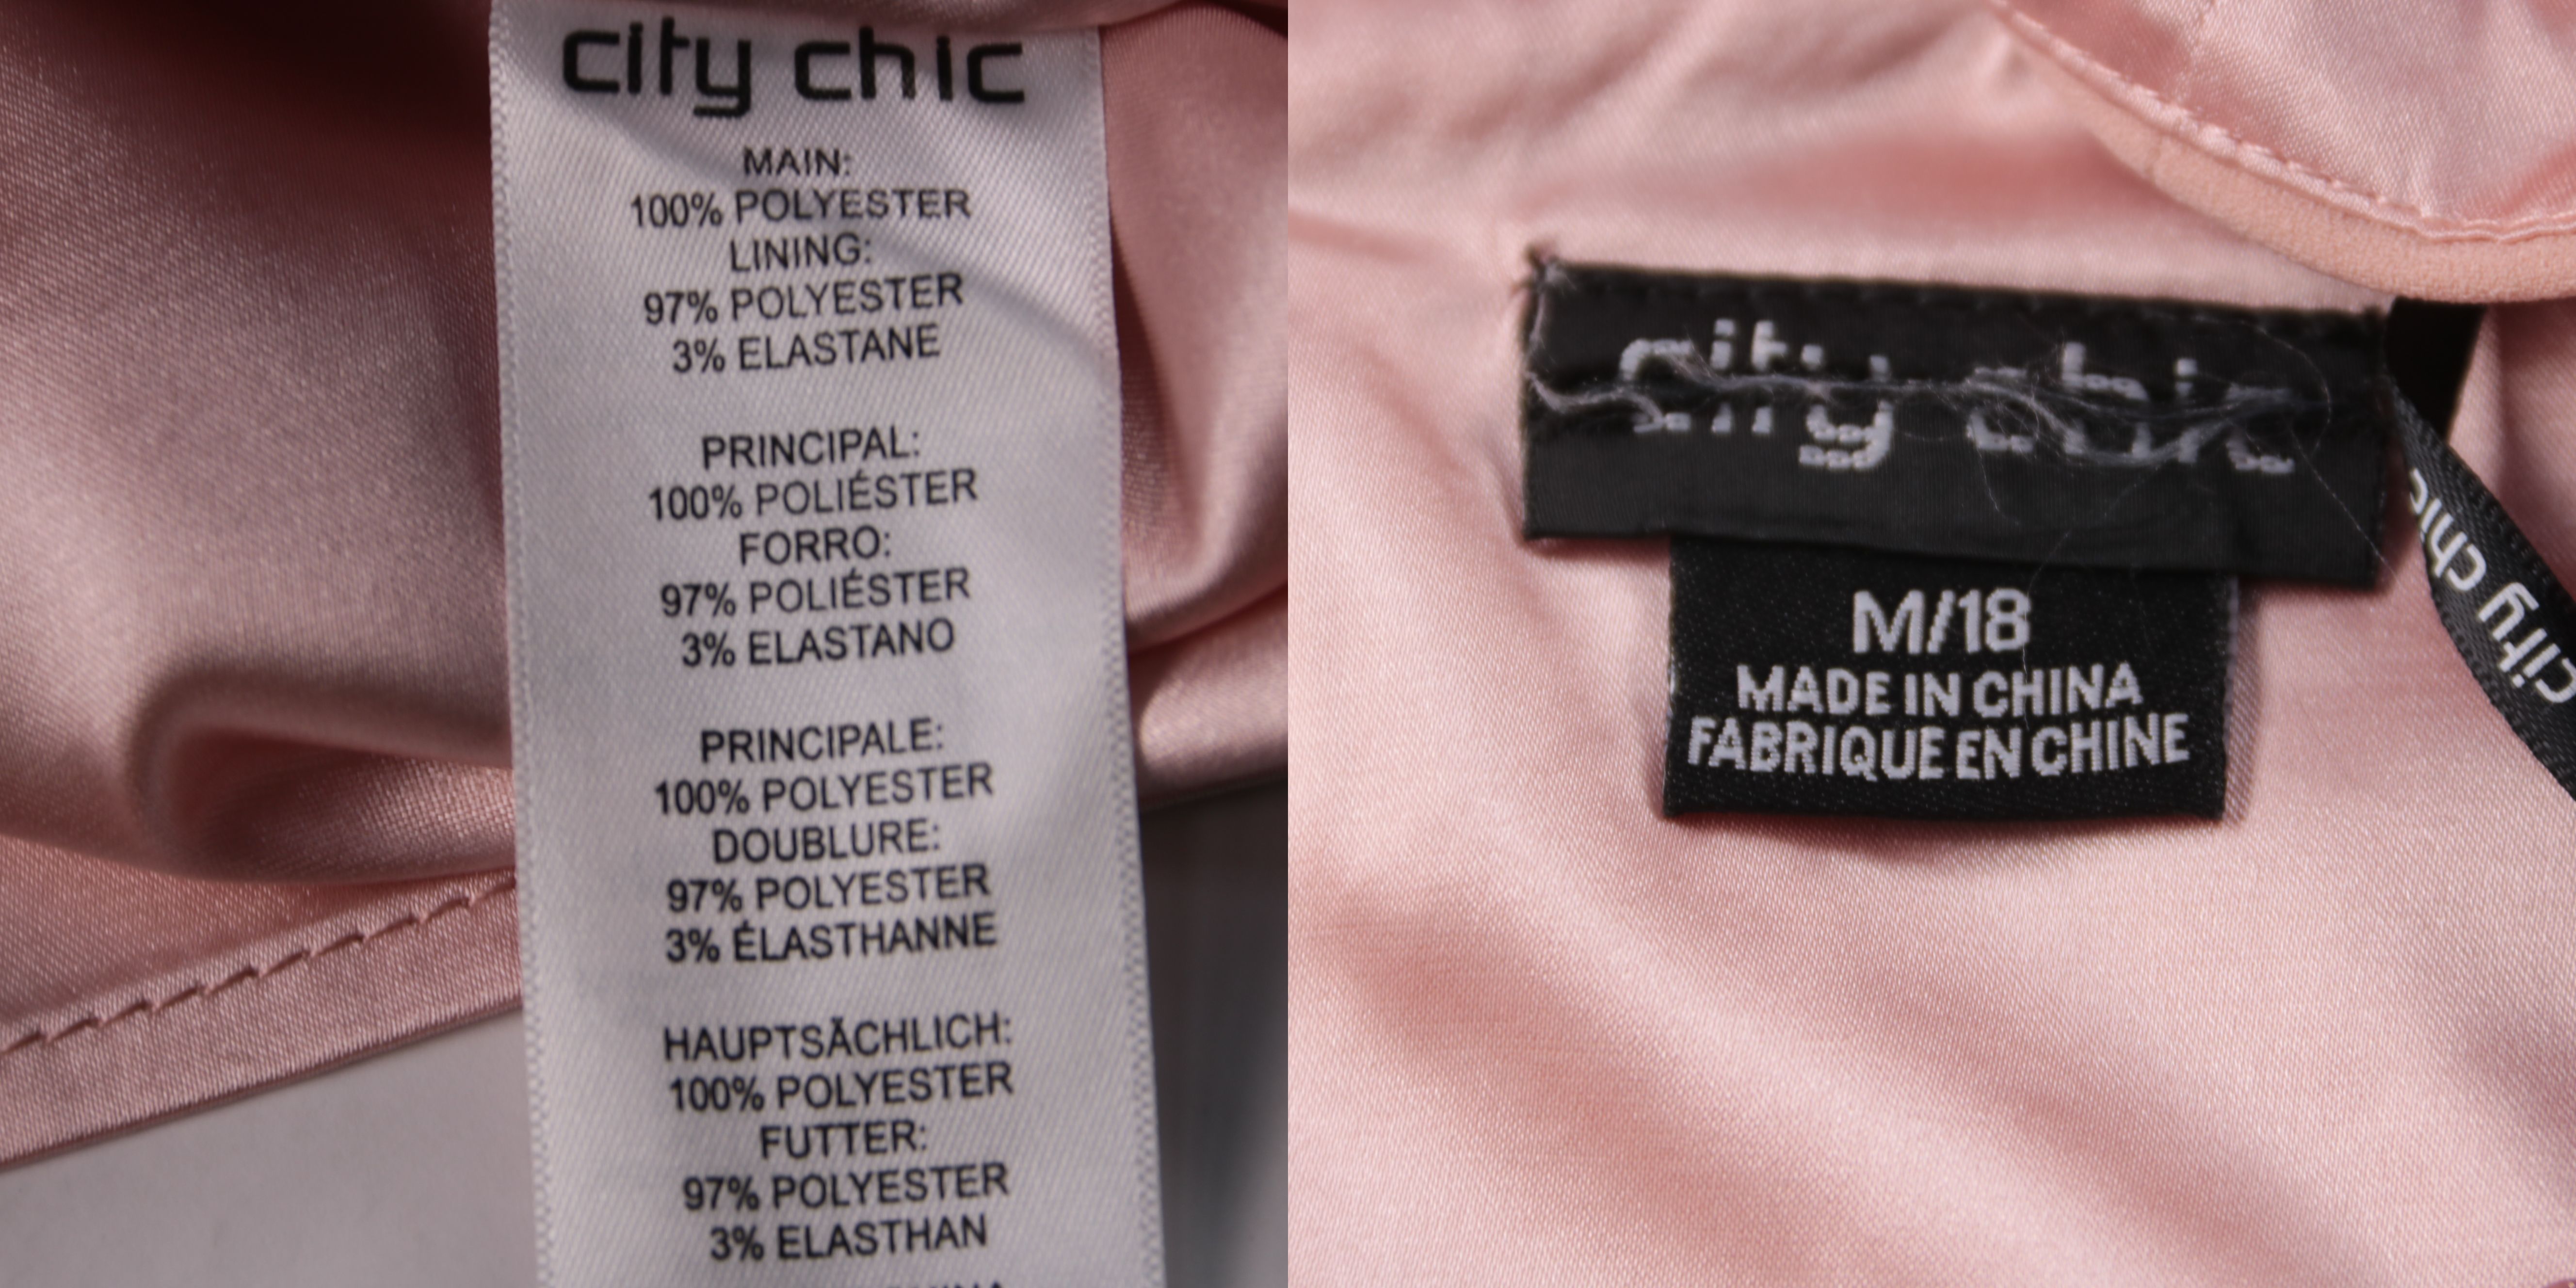 city chic
MAIN:
100% POLYESTER
LINING:
97% POLYESTER
3% ELASTANE
PRINCIPAL:
100% POLIÉSTER
FORRO:
97% POLIÉSTER
3% ELASTANO
PRINCIPALE:
100% POLYESTER
DOUBLURE:
97% POLYESTER
3% ÉLASTHANNE
HAUPTSÄCHLICH:
100% POLYESTER
FUTTER:
97% POLYESTER
3% ELASTHAN
city chic
M/18
MADE IN CHINA
FABRIQUE EN CHINE
city chic